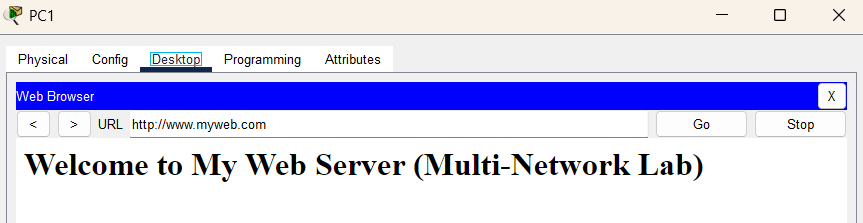 PC1
Physical Config Desktop Programming Attributes
Web Browser X
< > URL http://www.myweb.com Go Stop
Welcome to My Web Server (Multi-Network Lab)